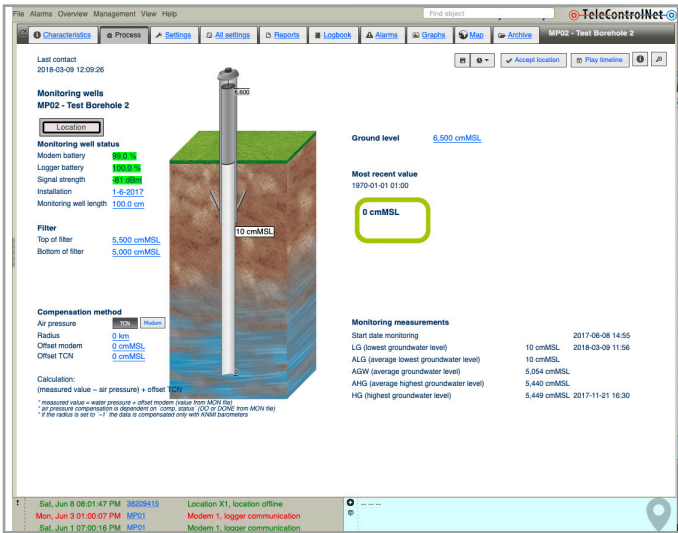 File Alarms Overview Management View Help
Find object
TeleControlNet
Characteristics Process Settings All settings Reports Logbook Alarms Graphs Map Archive MP02 - Test Borehole 2
Last contact
2018-03-09 12:09:26
Accept location Play timeline
Monitoring wells
MP02 - Test Borehole 2
6,600
Location
Monitoring well status
Modem battery 99.0 %
Logger battery 100.0 %
Signal strength -81 dBm
Installation 1-6-2017
Monitoring well length 100.0 cm
Ground level 6,500 cmMSL
Most recent value
1970-01-01 01:00
0 cmMSL
Filter
Top of filter 5,500 cmMSL
Bottom of filter 5,000 cmMSL
10 cmMSL
Compensation method
Air pressure TCN Modem
Radius 0 km
Offset modem 0 cmMSL
Offset TCN 0 cmMSL
Monitoring measurements
Start date monitoring 2017-06-08 14:55
LG (lowest groundwater level) 10 cmMSL 2018-03-09 11:56
ALG (average lowest groundwater level) 10 cmMSL
AGW (average groundwater level) 5,054 cmMSL
AHG (average highest groundwater level) 5,440 cmMSL
HG (highest groundwater level) 5,449 cmMSL 2017-11-21 16:30
Calculation:
(measured value – air pressure) + offset TCN
* measured value = water pressure + offset modem (value from MON file)
* air pressure compensation is dependent on `comp. status` (DO or DONE from MON file)
* if the radius is set to `−1` the data is compensated only with KNMI barometers
! Sat, Jun 8 08:01:47 PM 38209415 Location X1, location offline
Mon, Jun 3 01:00:07 PM MP01 Modem 1, logger communication
Sat, Jun 1 07:00:16 PM MP01 Modem 1, logger communication
-- -- --